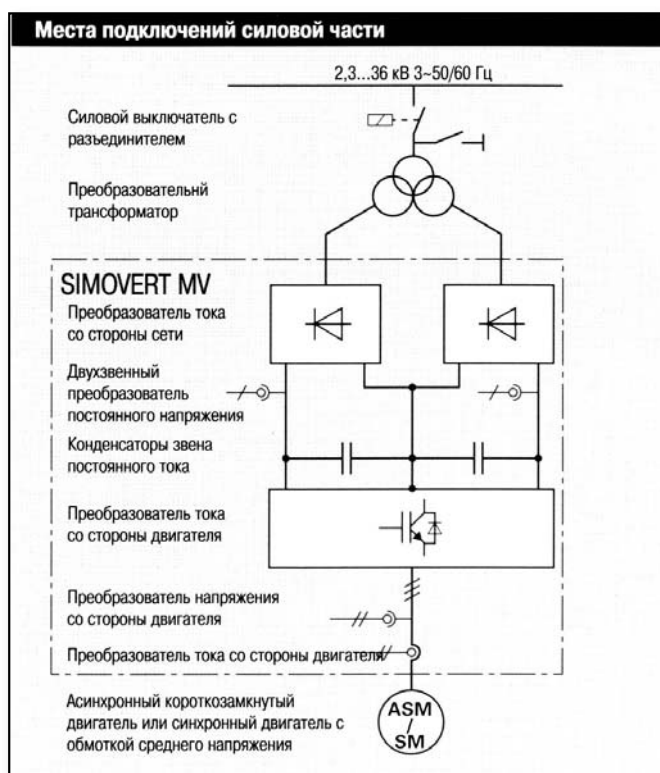 Места подключений силовой части
2,3...36 кВ 3~50/60 Гц
Силовой выключатель с
разъединителем
Преобразовательнй
трансформатор
SIMOVERT MV
Преобразователь тока
со стороны сети
Двухзвенный
преобразователь
постоянного напряжения
Конденсаторы звена
постоянного тока
Преобразователь тока
со стороны двигателя
Преобразователь напряжения
со стороны двигателя
Преобразователь тока со стороны двигателя
Асинхронный короткозамкнутый
двигатель или синхронный двигатель с
обмоткой среднего напряжения
ASM
/
SM